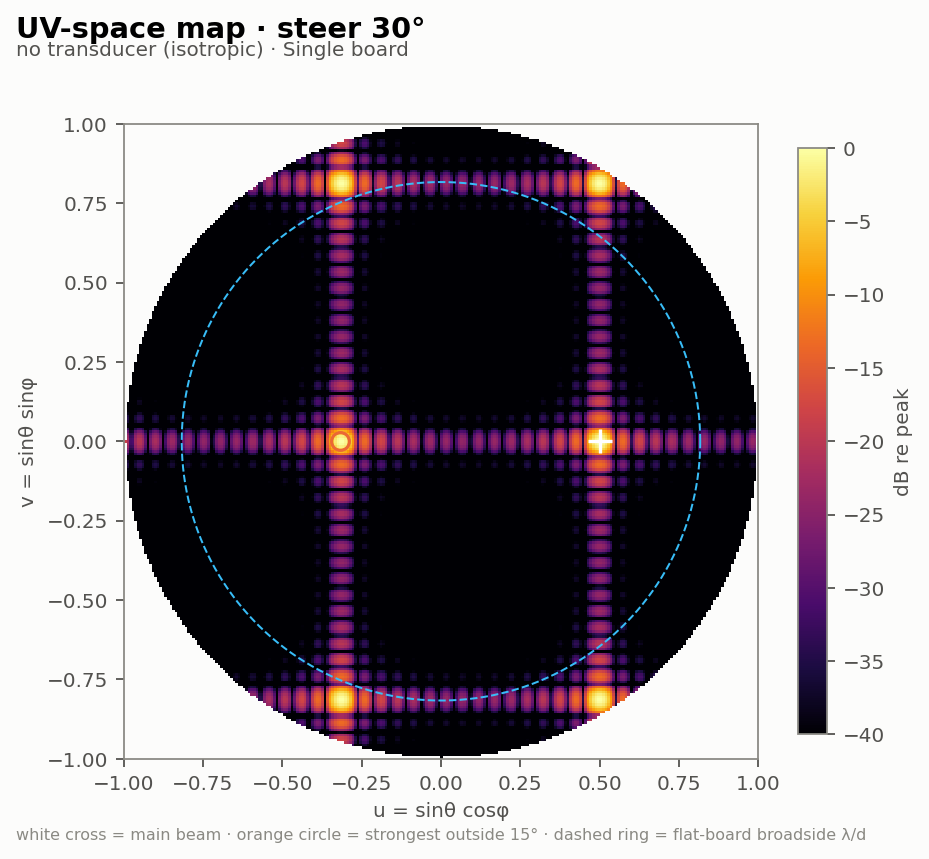 UV-space map · steer 30°
no transducer (isotropic) · Single board
1.00
0.75
0.50
0.25
0.00
−0.25
−0.50
−0.75
−1.00
v = sinθ sinφ
−1.00 −0.75 −0.50 −0.25 0.00 0.25 0.50 0.75 1.00
u = sinθ cosφ
0
−5
−10
−15
−20
−25
−30
−35
−40
dB re peak
white cross = main beam · orange circle = strongest outside 15° · dashed ring = flat-board broadside λ/d